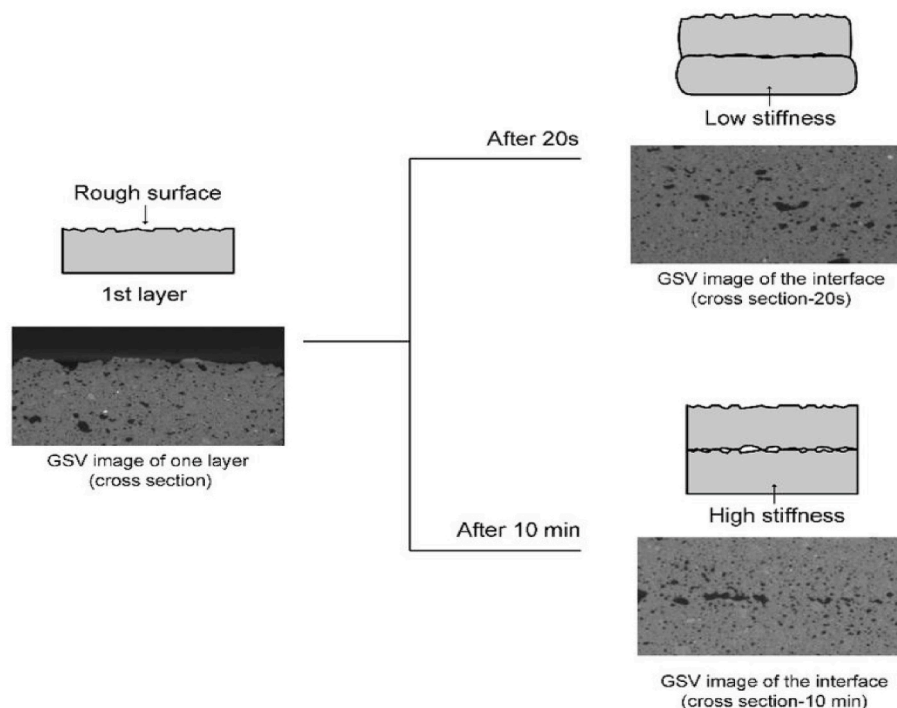 Rough surface
1st layer
GSV image of one layer
(cross section)
After 20s
Low stiffness
GSV image of the interface
(cross section-20s)
After 10 min
High stiffness
GSV image of the interface
(cross section-10 min)